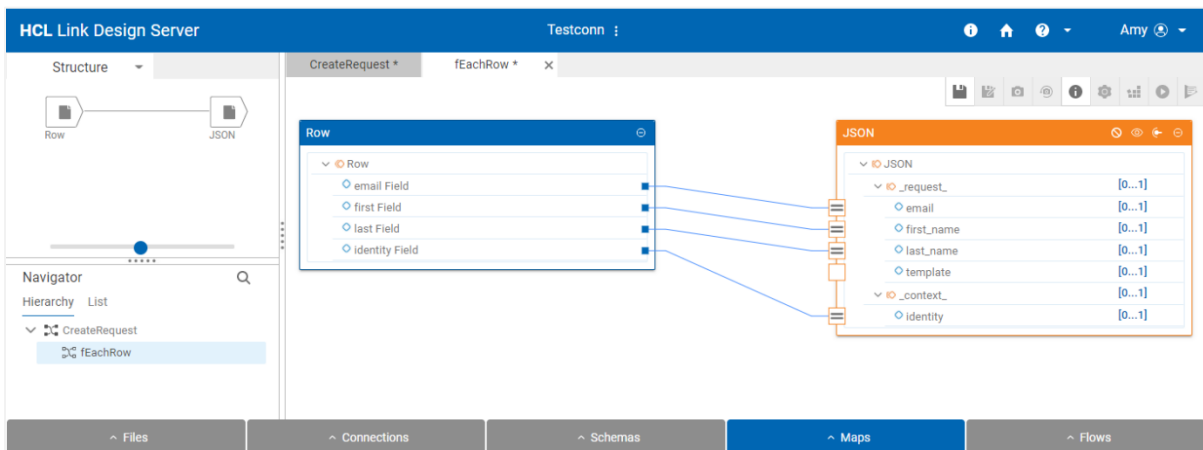 HCL Link Design Server
Testconn
Amy
Structure
CreateRequest *
fEachRow *
Row
JSON
Row
Row
email Field
first Field
last Field
identity Field
JSON
JSON
_request_ [0...1]
email [0...1]
first_name [0...1]
last_name [0...1]
template [0...1]
_context_ [0...1]
identity [0...1]
Navigator
Hierarchy List
CreateRequest
fEachRow
Files
Connections
Schemas
Maps
Flows